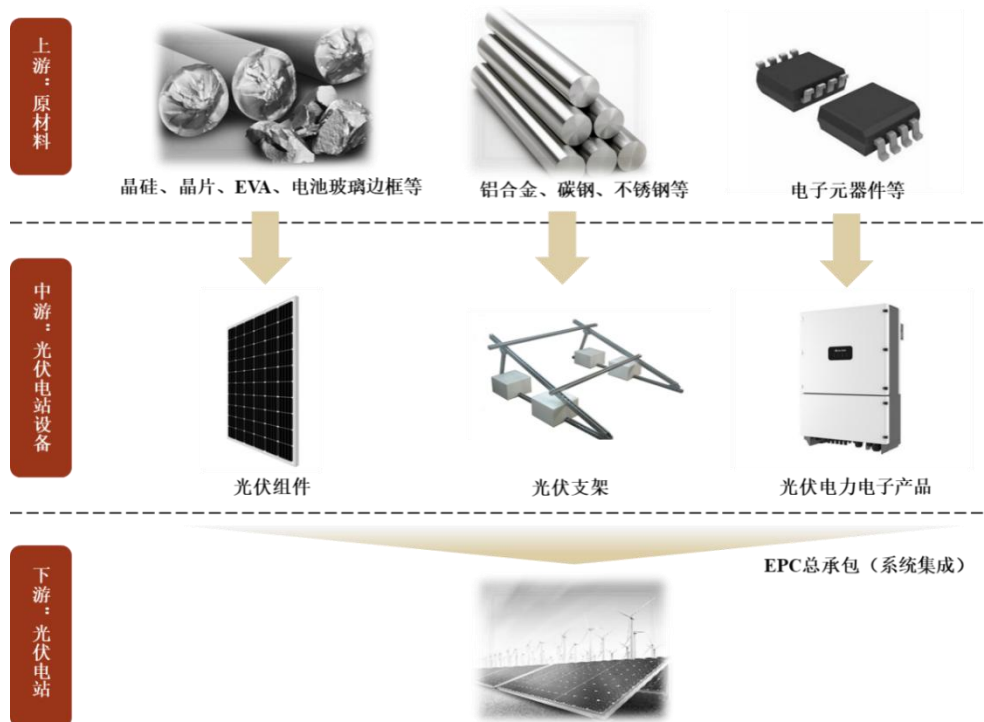 上游：原材料
晶硅、晶片、EVA、电池玻璃边框等
铝合金、碳钢、不锈钢等
电子元器件等
中游：光伏电站设备
光伏组件
光伏支架
光伏电力电子产品
EPC总承包（系统集成）
下游：光伏电站